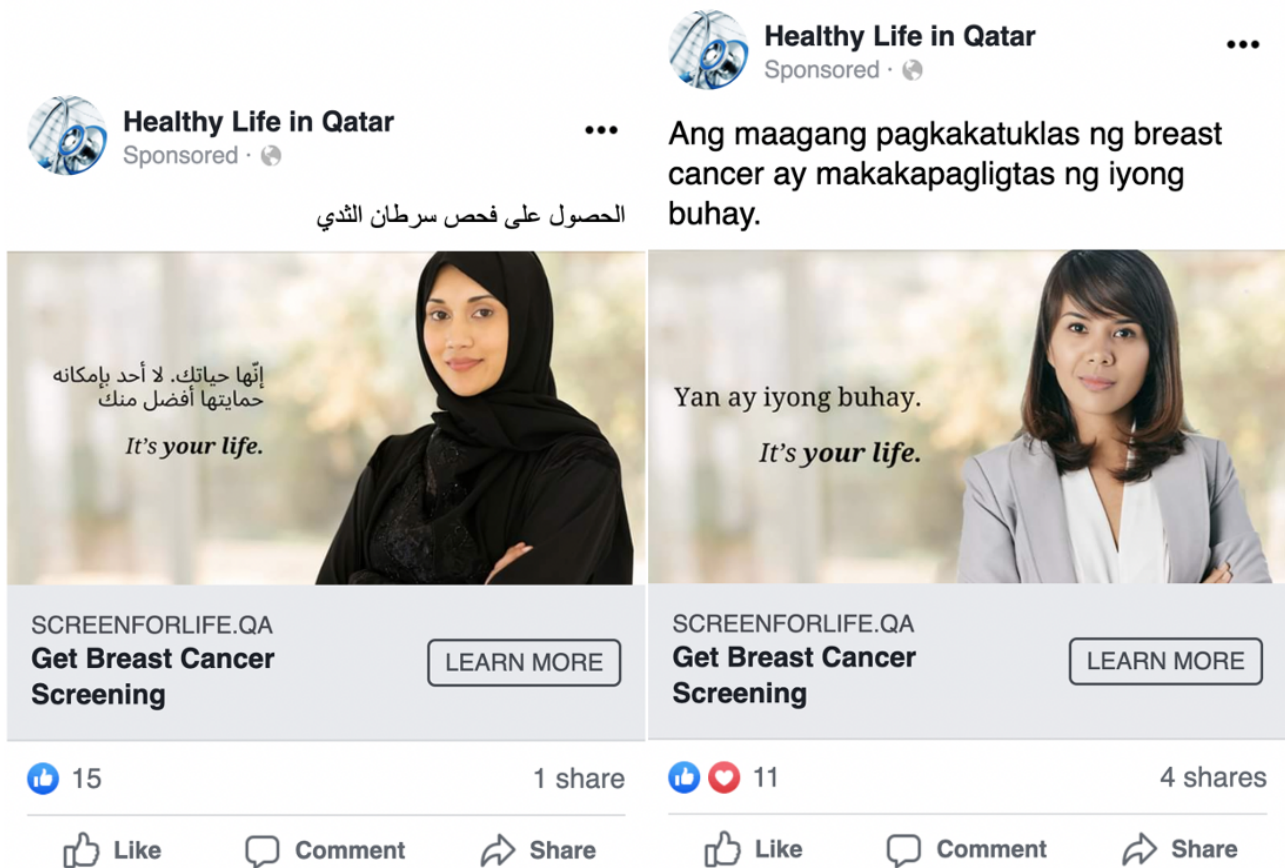 Healthy Life in Qatar
Sponsored ·
الحصول على فحص سرطان الثدي
إنّها حياتك. لا أحد بإمكانه
حمايتها أفضل منك
It's your life.
SCREENFORLIFE.QA
Get Breast Cancer
Screening
LEARN MORE
15
1 share
Like
Comment
Share
Healthy Life in Qatar
Sponsored ·
Ang maagang pagkakatuklas ng breast
cancer ay makakapagligtas ng iyong
buhay.
Yan ay iyong buhay.
It's your life.
SCREENFORLIFE.QA
Get Breast Cancer
Screening
LEARN MORE
11
4 shares
Like
Comment
Share